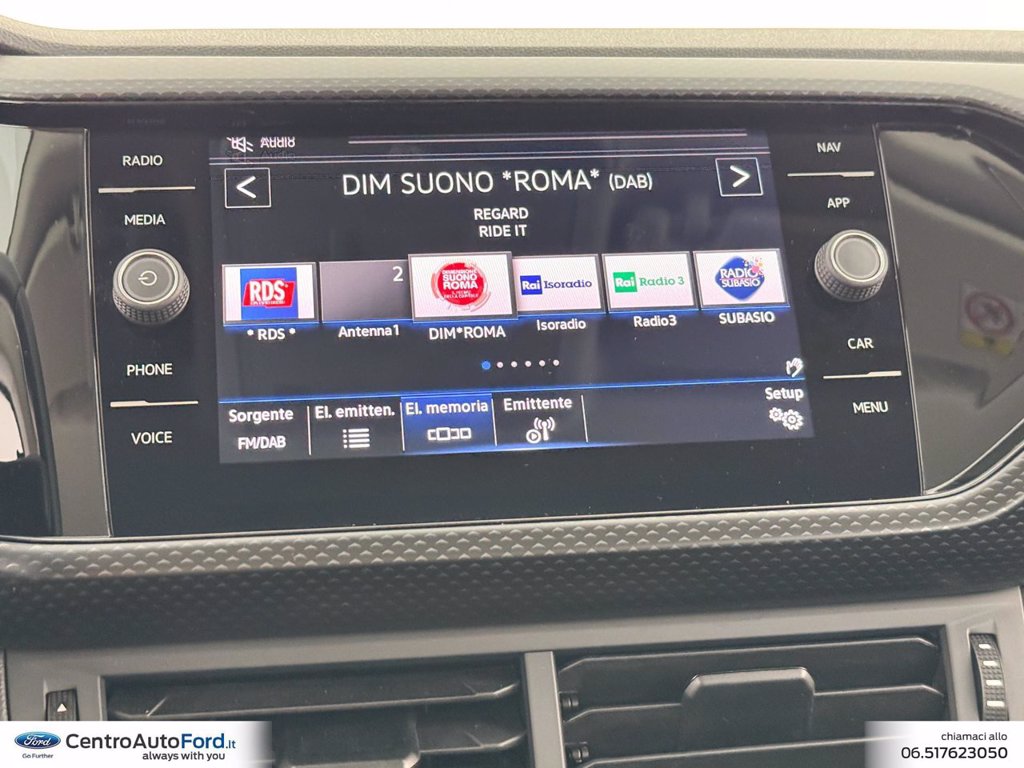 Audio
RADIO
MEDIA
PHONE
VOICE
NAV
APP
CAR
MENU
< DIM SUONO *ROMA* (DAB) >
REGARD
RIDE IT
RDS
2
DIMENSIONE
SUONO
ROMA
Rai Isoradio
Rai Radio 3
RADIO
SUBASIO
* RDS *
Antenna1
DIM*ROMA
Isoradio
Radio3
SUBASIO
Sorgente
FM/DAB
El. emitten.
El. memoria
Emittente
Setup
Ford
Go Further
CentroAutoFord.it
always with you
chiamaci allo
06.517623050